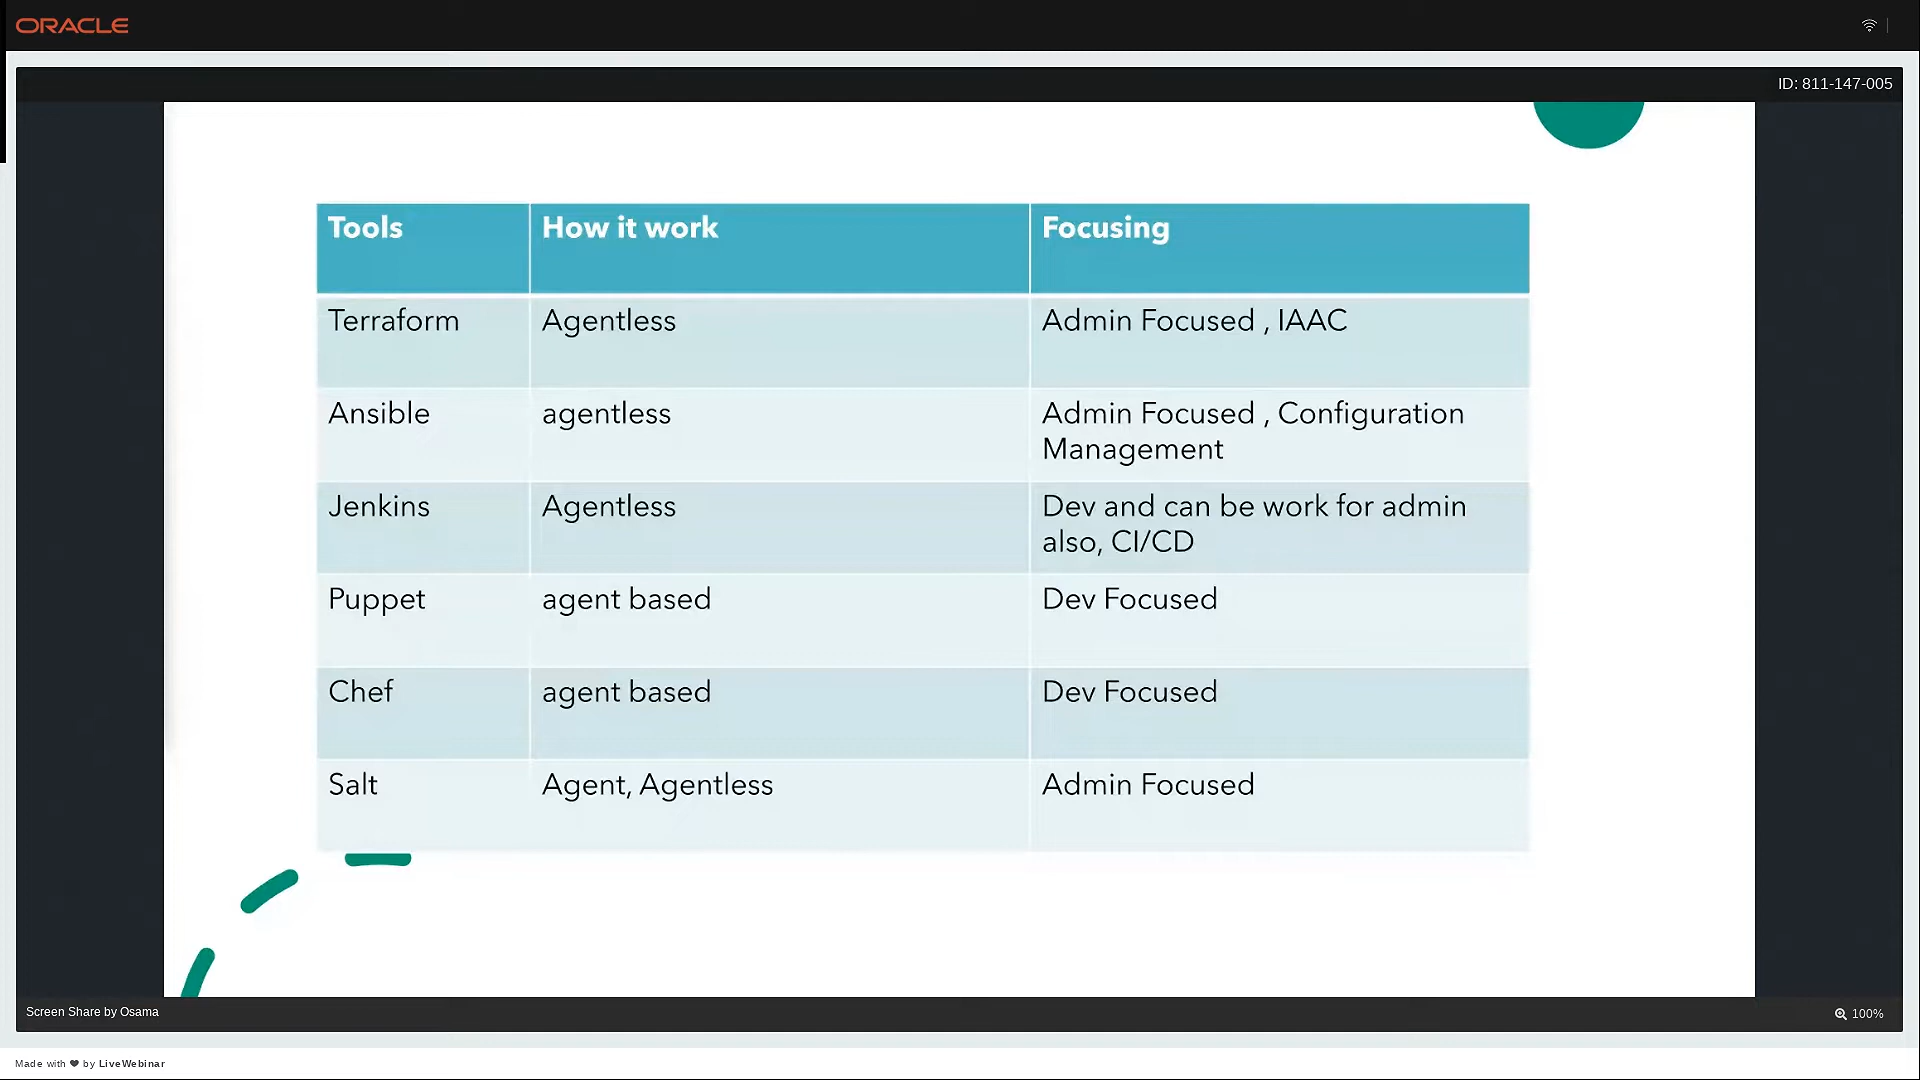 ORACLE
ID: 811-147-005
Tools How it work Focusing
Terraform Agentless Admin Focused , IAAC
Ansible agentless Admin Focused , Configuration
Management
Jenkins Agentless Dev and can be work for admin
also, CI/CD
Puppet agent based Dev Focused
Chef agent based Dev Focused
Salt Agent, Agentless Admin Focused
Screen Share by Osama 100%
Made with ❤ by LiveWebinar